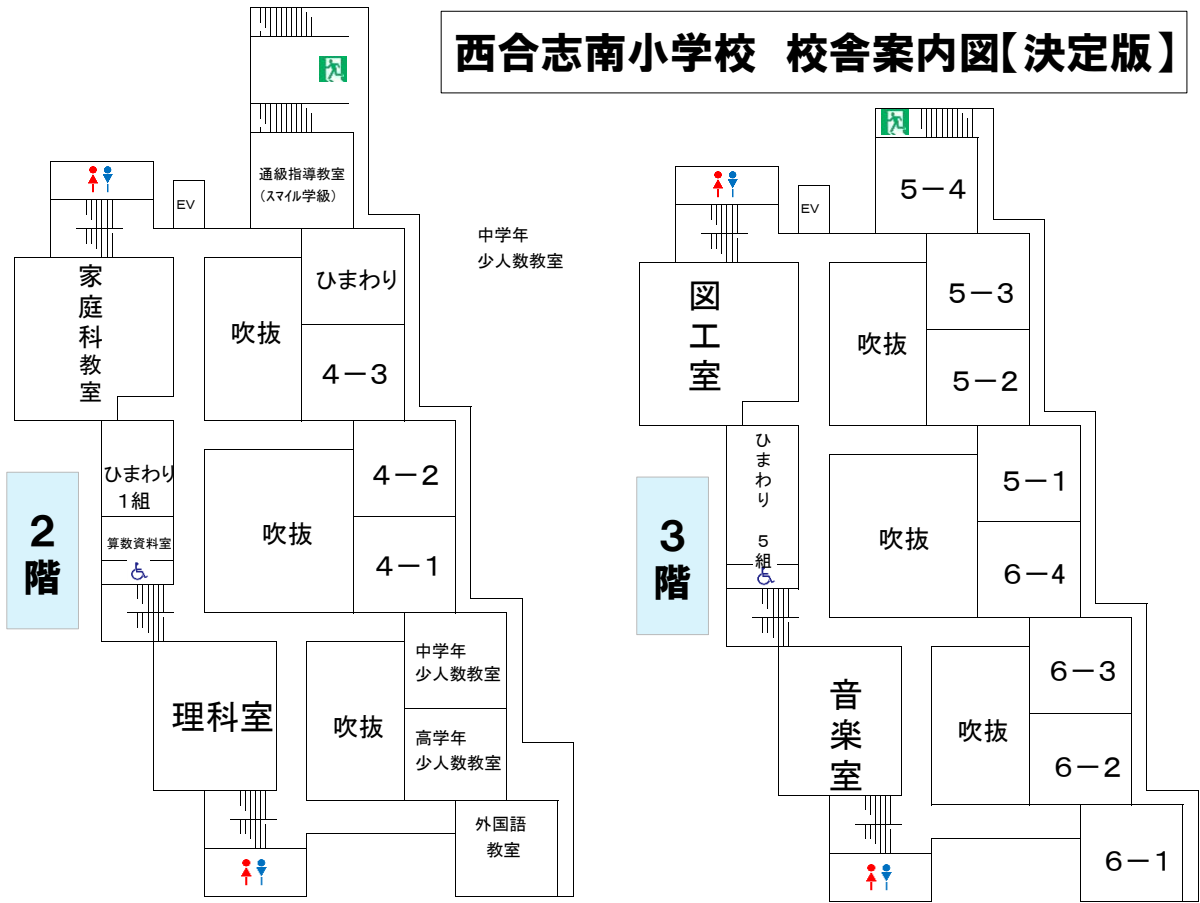 西合志南小学校　校舎案内図【決定版】
２階
通級指導教室
（スマイル学級）
EV
中学年
少人数教室
家庭科教室
吹抜
ひまわり
４－３
ひまわり
１組
算数資料室
吹抜
４－２
４－１
中学年
少人数教室
理科室
吹抜
高学年
少人数教室
外国語
教室
３階
５－４
EV
図工室
吹抜
５－３
５－２
ひまわり　５組
吹抜
５－１
６－４
音楽室
吹抜
６－３
６－２
６－１